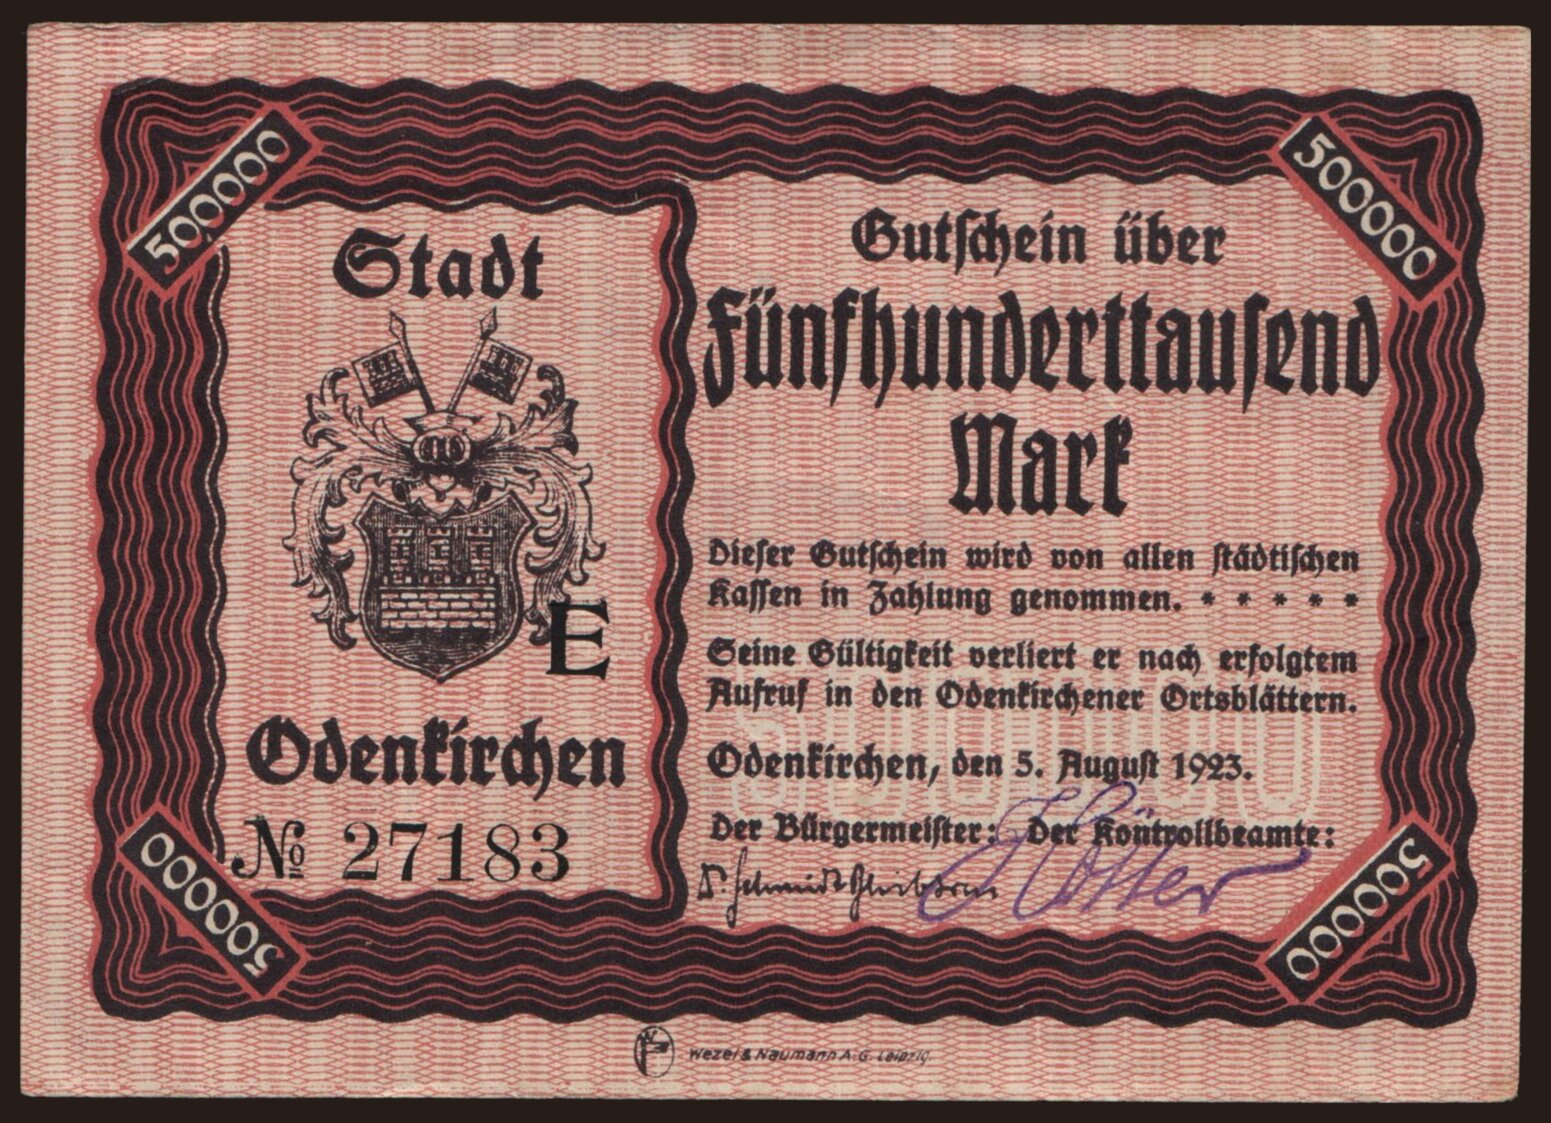 500000
500000
Stadt
E
Odenkirchen
No 27183
Gutschein über
Fünfhunderttausend
Mark
Dieser Gutschein wird von allen städtischen
Kassen in Zahlung genommen. * * * * *
Seine Gültigkeit verliert er nach erfolgtem
Aufruf in den Odenkirchener Ortsblättern.
500000
Odenkirchen, den 5. August 1923.
Der Bürgermeister: Der Kontrollbeamte:
500000
500000
Wezel & Naumann A.-G. Leipzig.